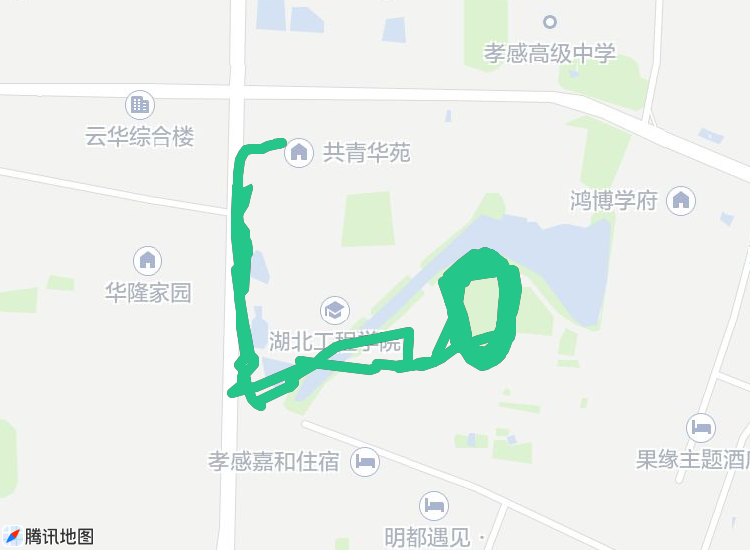 孝感高级中学
云华综合楼
共青华苑
鸿博学府
华隆家园
湖北工程学院
孝感嘉和住宿
果缘主题酒店
明都遇见·
腾讯地图